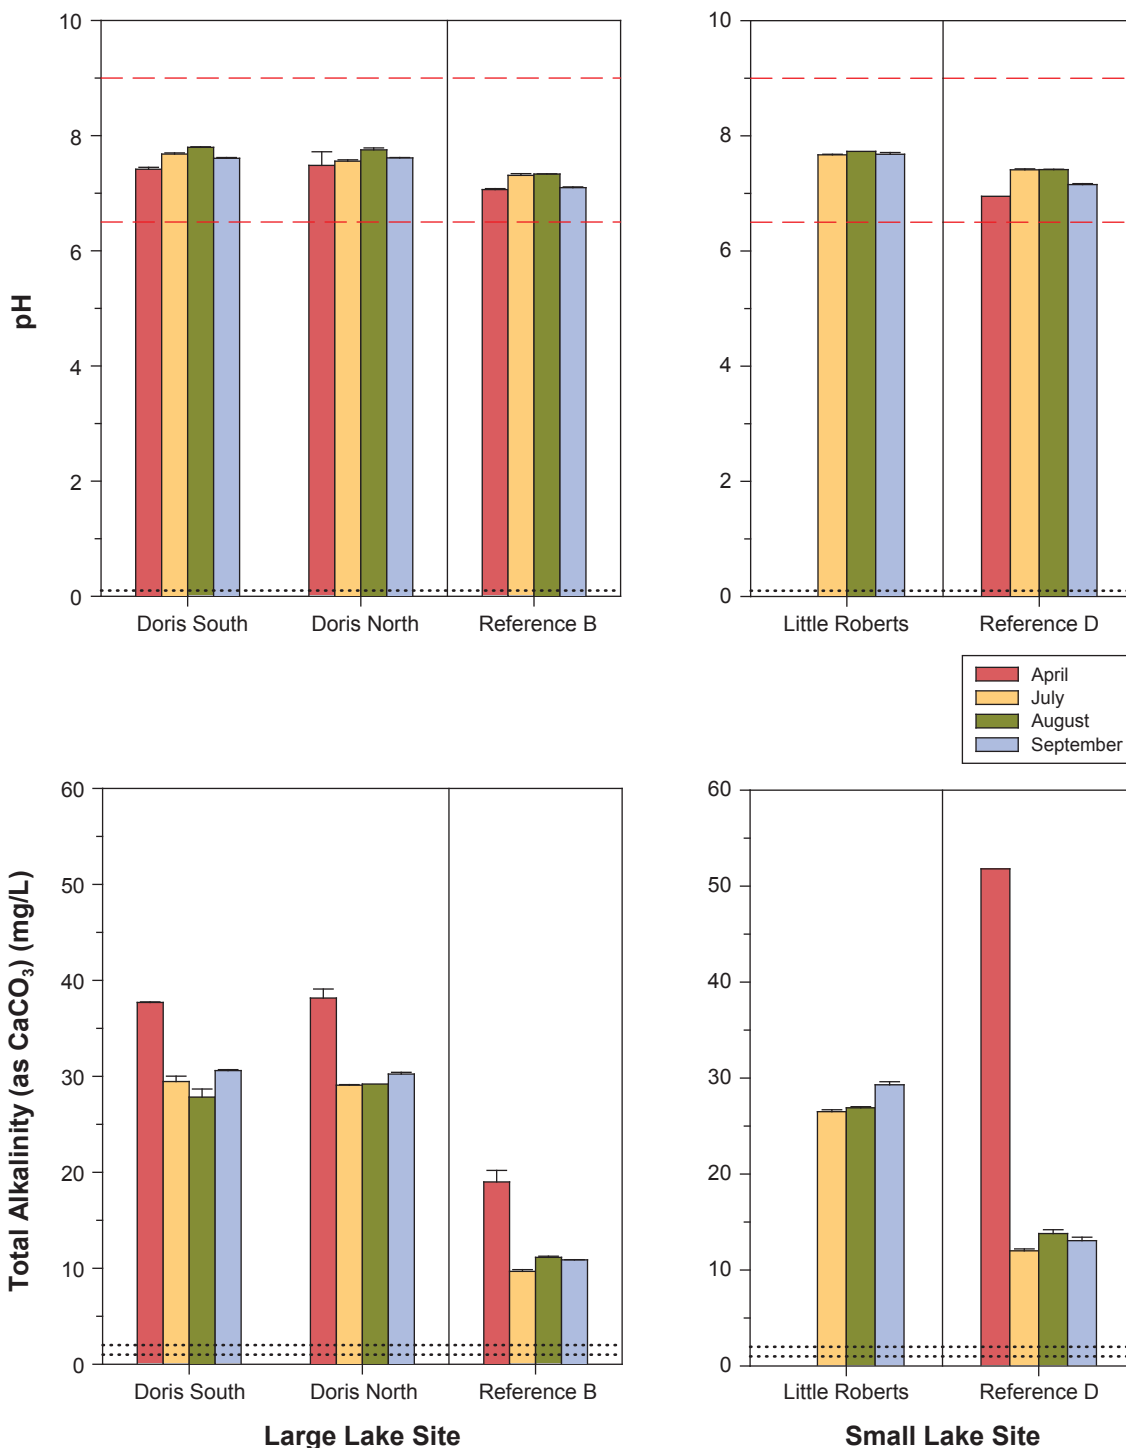 10
8
6
4
2
0
pH
Doris South
Doris North
Reference B
10
8
6
4
2
0
Little Roberts
Reference D
April
July
August
September
60
50
40
30
20
10
0
Total Alkalinity (as CaCO₃) (mg/L)
Doris South
Doris North
Reference B
Large Lake Site
60
50
40
30
20
10
0
Little Roberts
Reference D
Small Lake Site